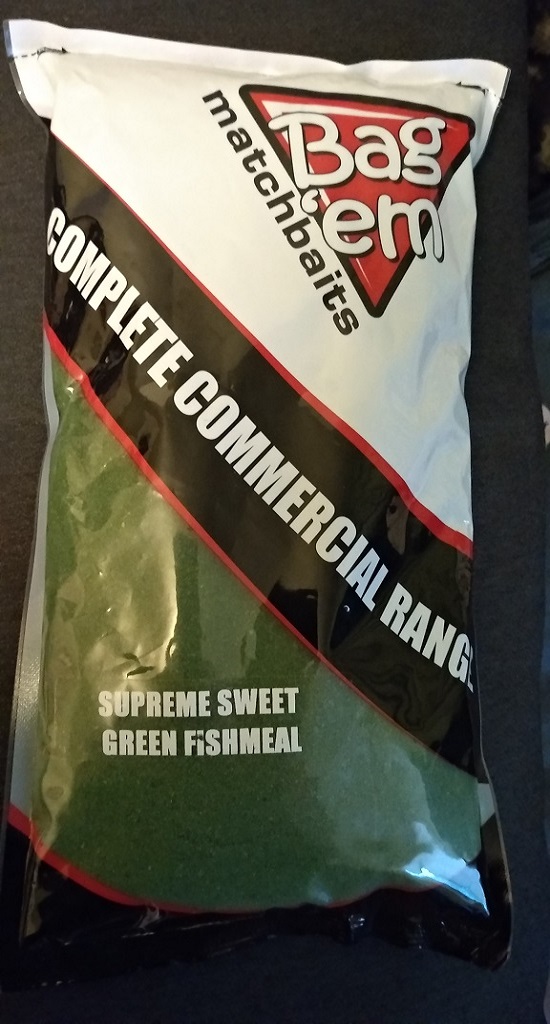 Bag
'em
matchbaits
COMPLETE COMMERCIAL RANGE
SUPREME SWEET
GREEN FISHMEAL